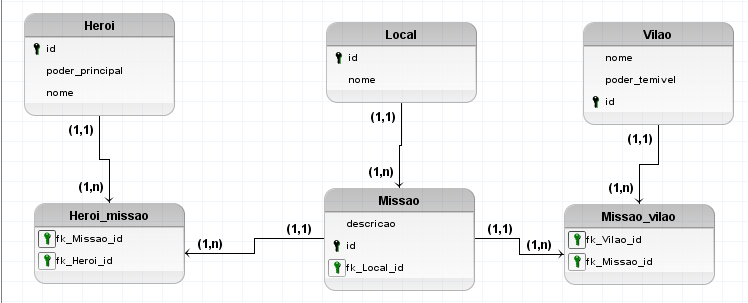 Heroi
id
poder_principal
nome
Local
id
nome
Vilao
nome
poder_temivel
id
(1,1)
(1,1)
(1,1)
(1,n)
(1,n)
(1,n)
Heroi_missao
fk_Missao_id
fk_Heroi_id
Missao
descricao
id
fk_Local_id
Missao_vilao
fk_Vilao_id
fk_Missao_id
(1,1)
(1,n)
(1,1)
(1,n)